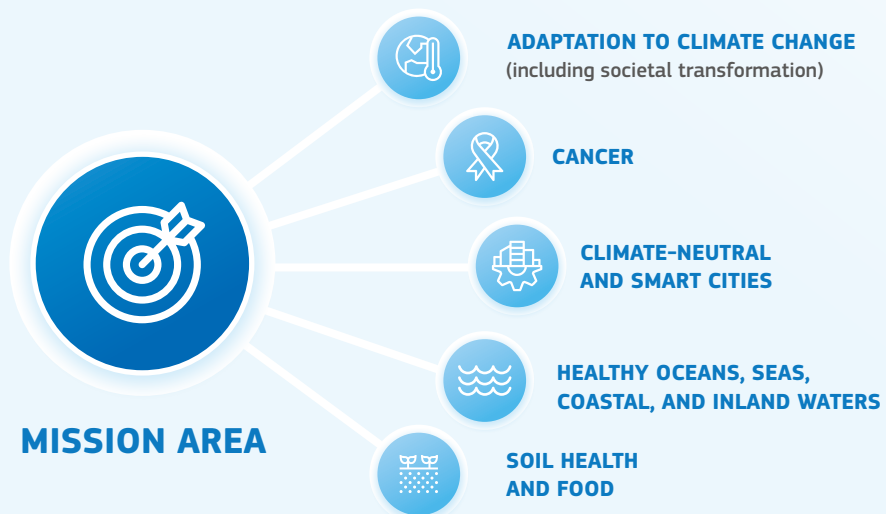 ADAPTATION TO CLIMATE CHANGE
(including societal transformation)
CANCER
CLIMATE-NEUTRAL
AND SMART CITIES
HEALTHY OCEANS, SEAS,
COASTAL, AND INLAND WATERS
MISSION AREA
SOIL HEALTH
AND FOOD